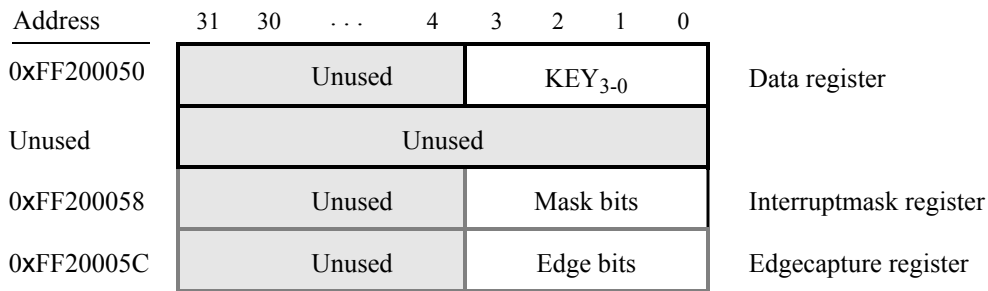 Address 31 30 . . . 4 3 2 1 0
0xFF200050 Unused KEY3-0 Data register
Unused Unused
0xFF200058 Unused Mask bits Interruptmask register
0xFF20005C Unused Edge bits Edgecapture register